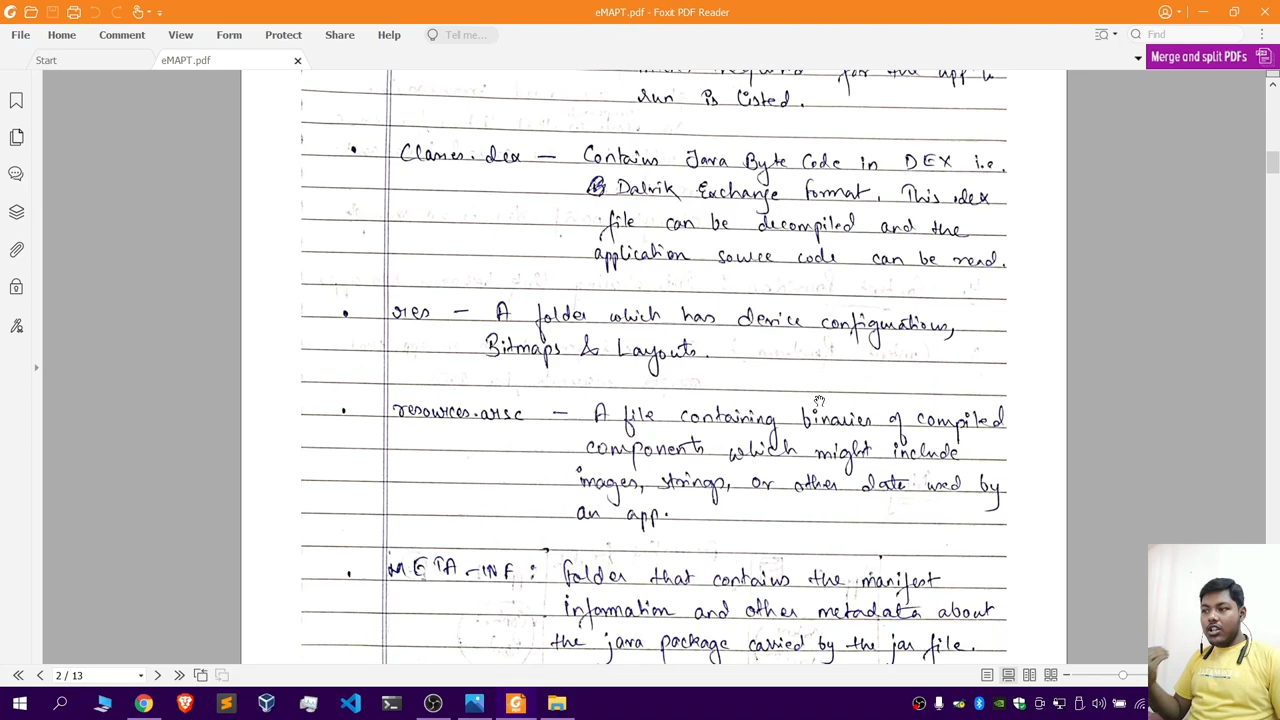 eMAPT.pdf - Foxit PDF Reader
File Home Comment View Form Protect Share Help Tell me... Find
Start eMAPT.pdf Merge and split PDFs
for the app to
run is listed.
• Classes.dex — Contains Java Byte Code in DEX i.e.
Dalvik Exchange format. This .dex
file can be decompiled and the
application source code can be read.
• res — A folder which has device configurations,
Bitmaps & Layouts.
• resources.arsc — A file containing binaries of compiled
components which might include
images, strings, or other data used by
an app.
• META-INF : Folder that contains the manifest
information and other metadata about
the java package carried by the jar file.
2 / 13